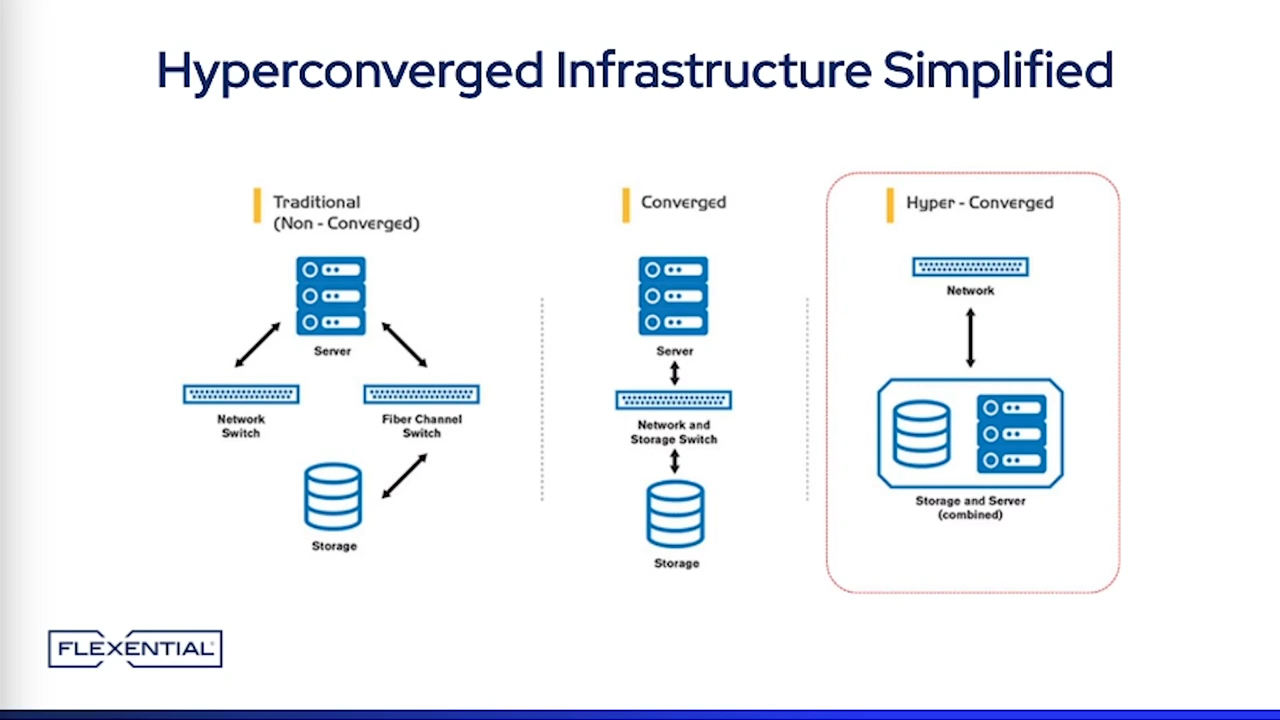 Hyperconverged Infrastructure Simplified
Traditional
(Non - Converged)
Server
Network
Switch
Fiber Channel
Switch
Storage
Converged
Server
Network and
Storage Switch
Storage
Hyper - Converged
Network
Storage and Server
(combined)
FLEXENTIAL